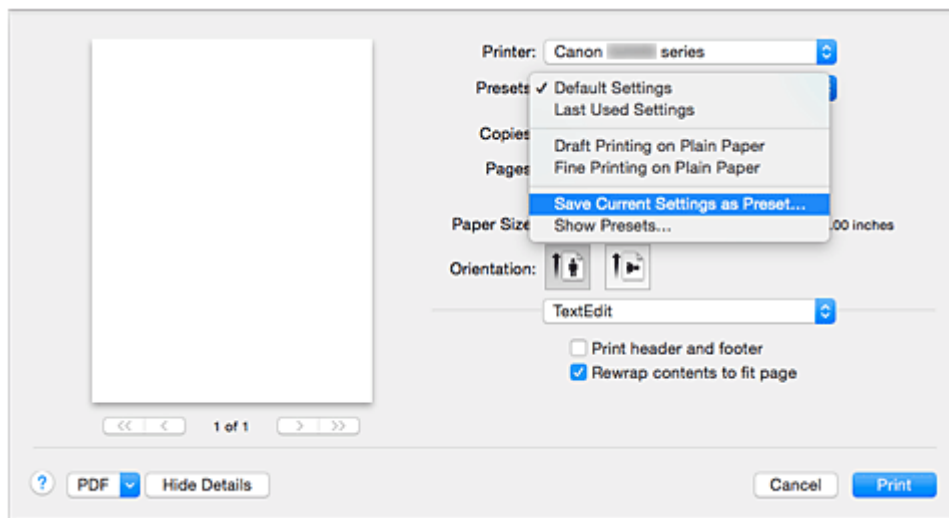 Printer: Canon series
Presets ✓ Default Settings
Last Used Settings
Copies
Draft Printing on Plain Paper
Pages Fine Printing on Plain Paper
Save Current Settings as Preset...
Paper Size Show Presets... .00 inches
Orientation:
TextEdit
Print header and footer
Rewrap contents to fit page
1 of 1
? PDF Hide Details Cancel Print